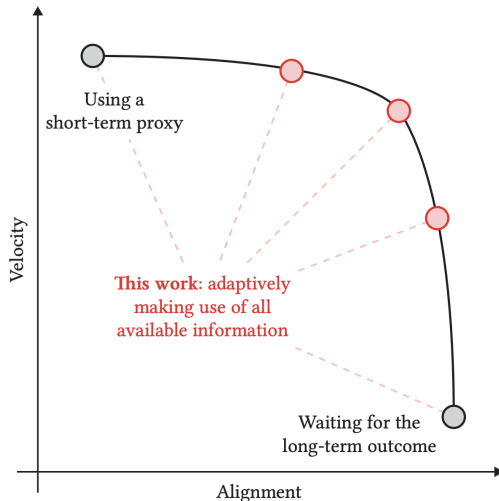 Using a
short-term proxy
Velocity
This work: adaptively
making use of all
available information
Waiting for the
long-term outcome
Alignment